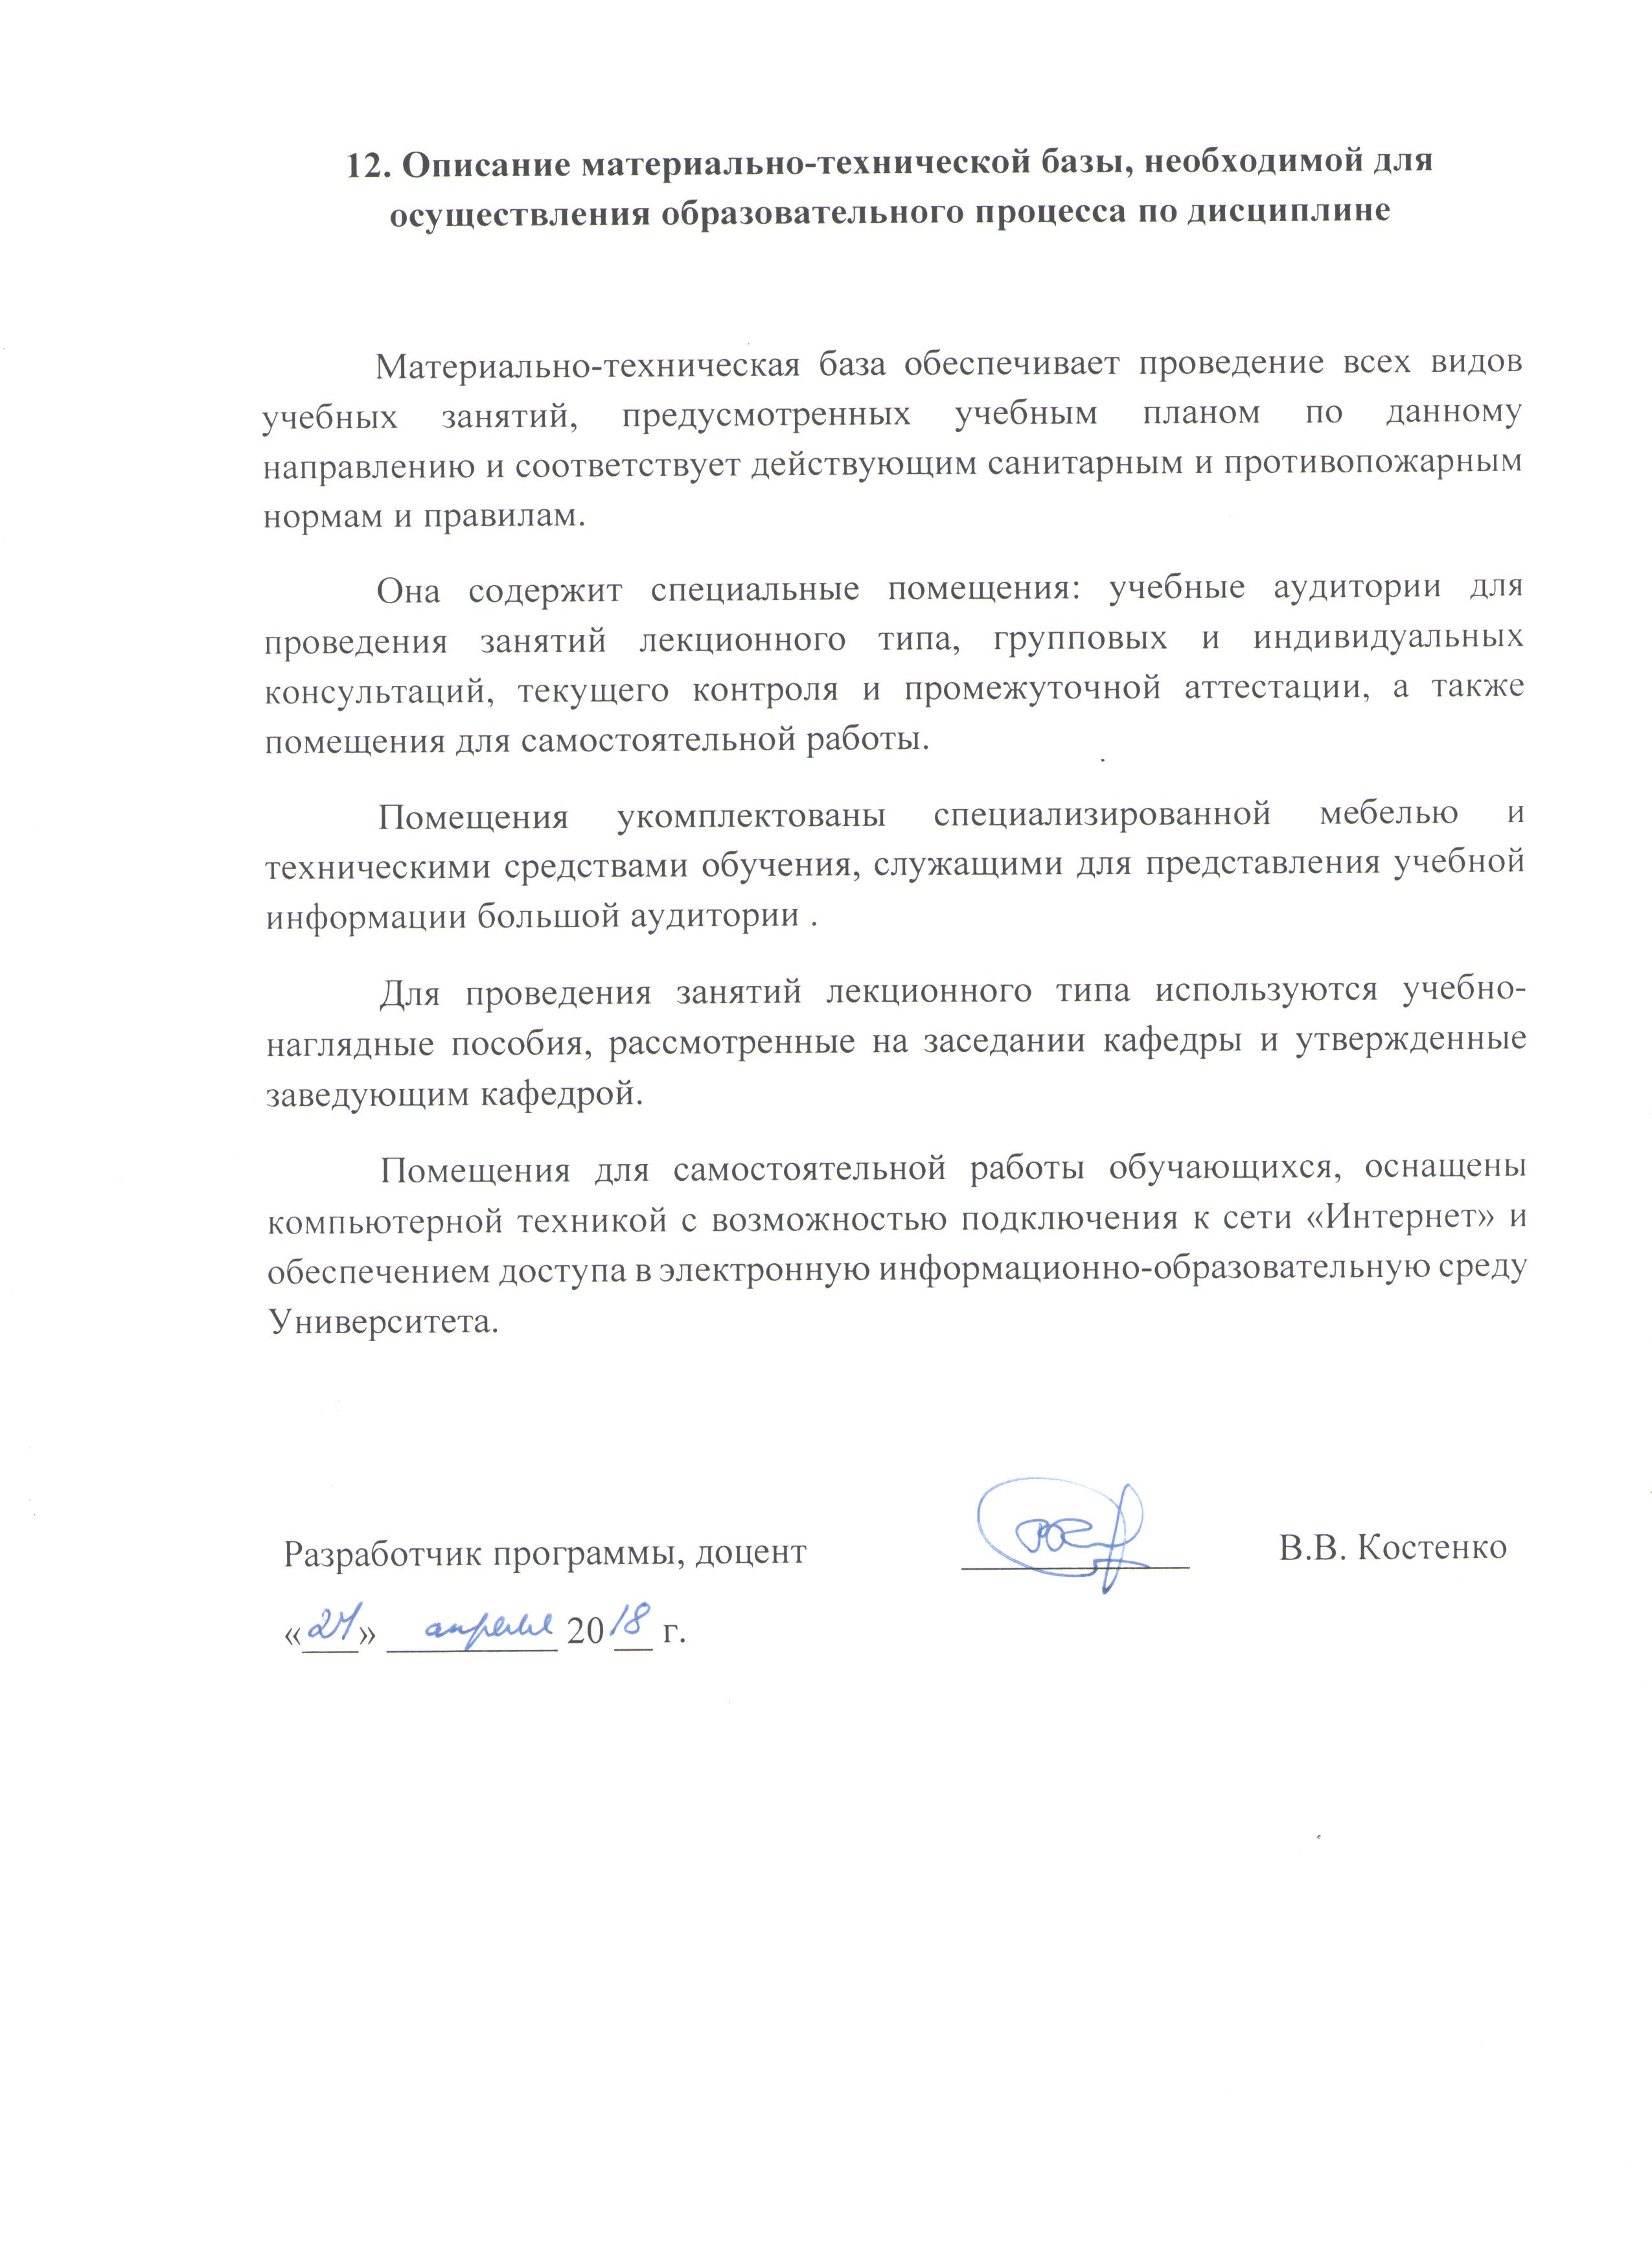 12. Описание материально-технической базы, необходимой для
осуществления образовательного процесса по дисциплине
Материально-техническая база обеспечивает проведение всех видов
учебных занятий, предусмотренных учебным планом по данному
направлению и соответствует действующим санитарным и противопожарным
нормам и правилам.
Она содержит специальные помещения: учебные аудитории для
проведения занятий лекционного типа, групповых и индивидуальных
консультаций, текущего контроля и промежуточной аттестации, а также
помещения для самостоятельной работы.
Помещения укомплектованы специализированной мебелью и
техническими средствами обучения, служащими для представления учебной
информации большой аудитории .
Для проведения занятий лекционного типа используются учебно-
наглядные пособия, рассмотренные на заседании кафедры и утвержденные
заведующим кафедрой.
Помещения для самостоятельной работы обучающихся, оснащены
компьютерной техникой с возможностью подключения к сети «Интернет» и
обеспечением доступа в электронную информационно-образовательную среду
Университета.
Разработчик программы, доцент В.В. Костенко
«» апреля 2018 г.